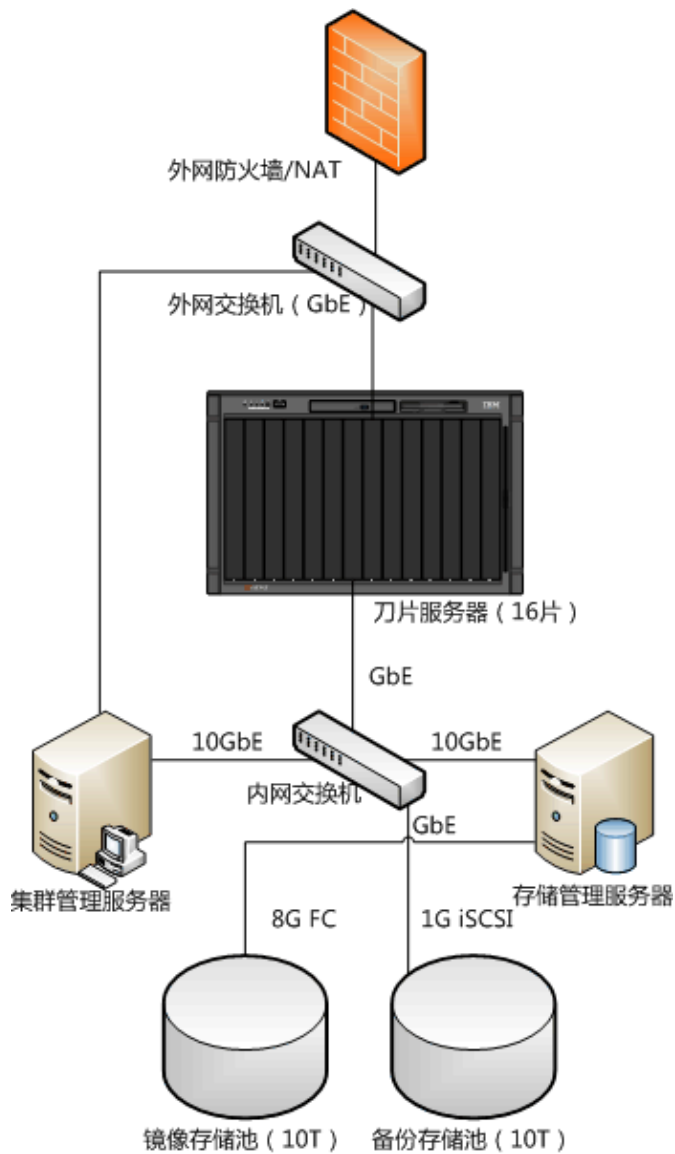 外网防火墙/NAT
外网交换机（GbE）
IBM
刀片服务器（16片）
GbE
10GbE
10GbE
内网交换机
GbE
集群管理服务器
存储管理服务器
8G FC
1G iSCSI
镜像存储池（10T）
备份存储池（10T）